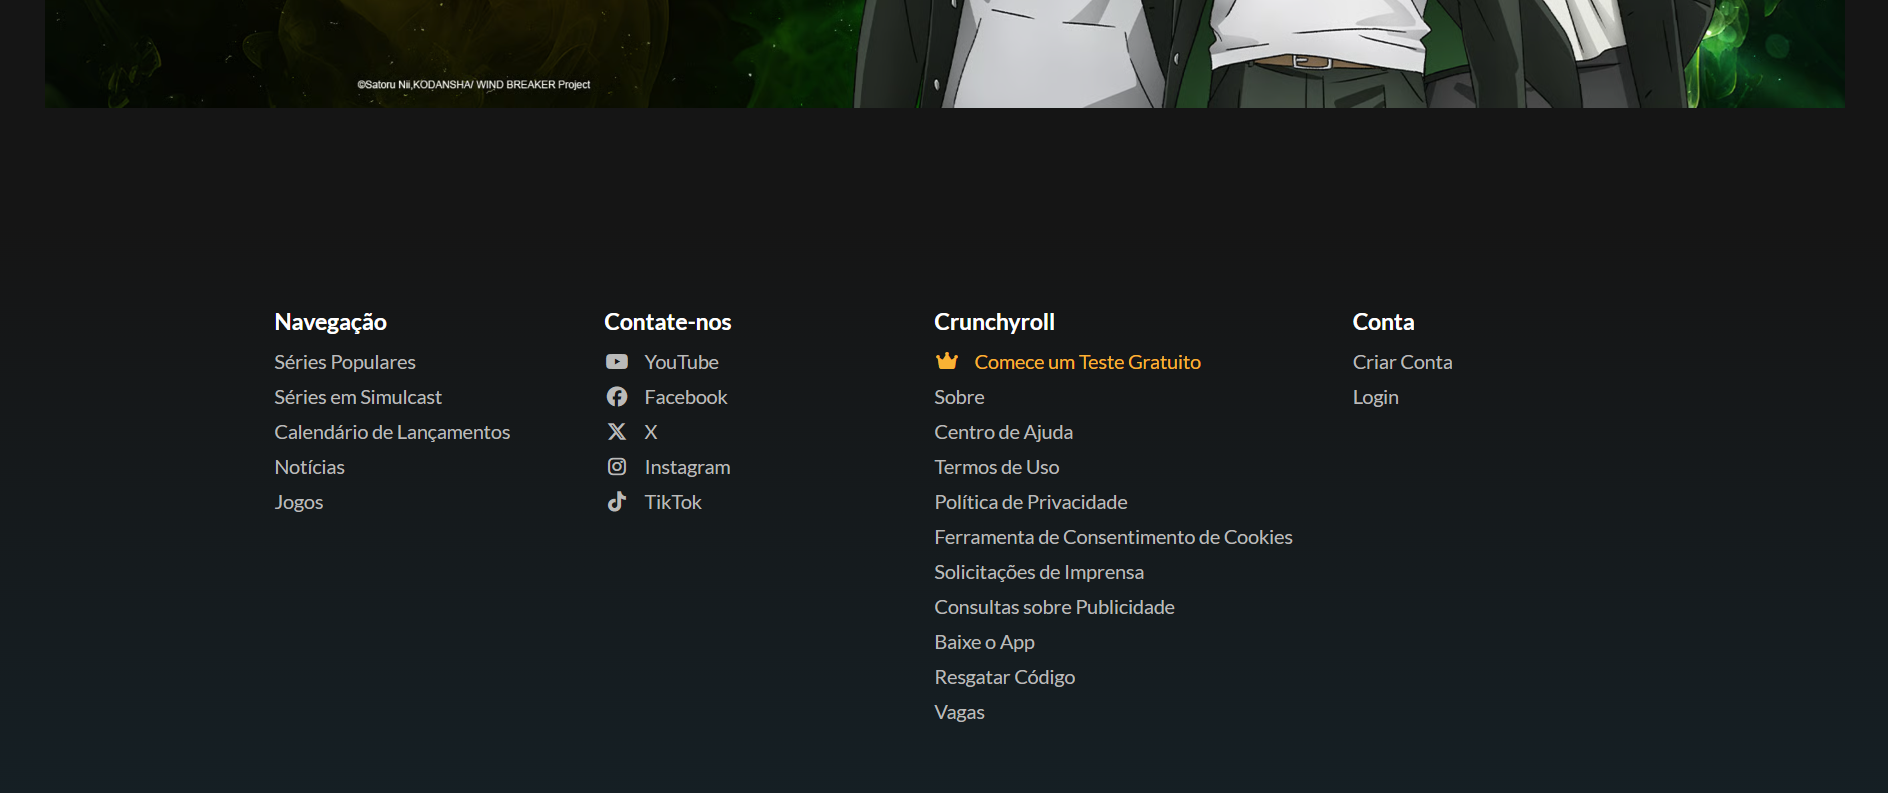 ©Satoru Nii,KODANSHA/ WIND BREAKER Project
Navegação
Séries Populares
Séries em Simulcast
Calendário de Lançamentos
Notícias
Jogos
Contate-nos
YouTube
Facebook
X
Instagram
TikTok
Crunchyroll
Comece um Teste Gratuito
Sobre
Centro de Ajuda
Termos de Uso
Política de Privacidade
Ferramenta de Consentimento de Cookies
Solicitações de Imprensa
Consultas sobre Publicidade
Baixe o App
Resgatar Código
Vagas
Conta
Criar Conta
Login